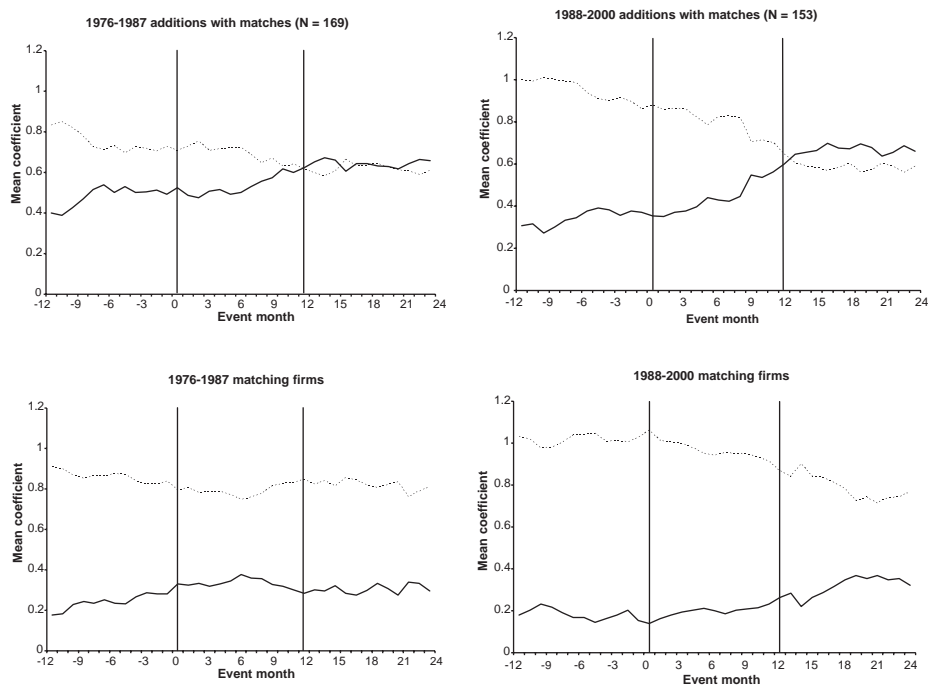 1976-1987 additions with matches (N = 169)
1.2
1
0.8
0.6
0.4
0.2
0
Mean coefficient
-12 -9 -6 -3 0 3 6 9 12 15 18 21 24
Event month
1988-2000 additions with matches (N = 153)
1.2
1
0.8
0.6
0.4
0.2
0
Mean coefficient
-12 -9 -6 -3 0 3 6 9 12 15 18 21 24
Event month
1976-1987 matching firms
1.2
1
0.8
0.6
0.4
0.2
0
Mean coefficient
-12 -9 -6 -3 0 3 6 9 12 15 18 21 24
Event month
1988-2000 matching firms
1.2
1
0.8
0.6
0.4
0.2
0
Mean coefficient
-12 -9 -6 -3 0 3 6 9 12 15 18 21 24
Event month